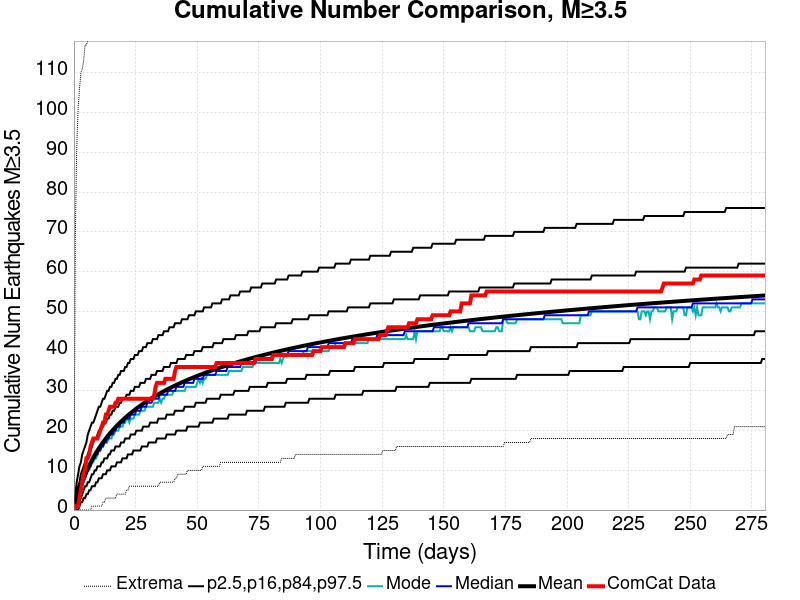 Cumulative Number Comparison, M≥3.5
Cumulative Num Earthquakes M≥3.5
110
100
90
80
70
60
50
40
30
20
10
0
0 25 50 75 100 125 150 175 200 225 250 275
Time (days)
Extrema p2.5,p16,p84,p97.5 Mode Median Mean ComCat Data